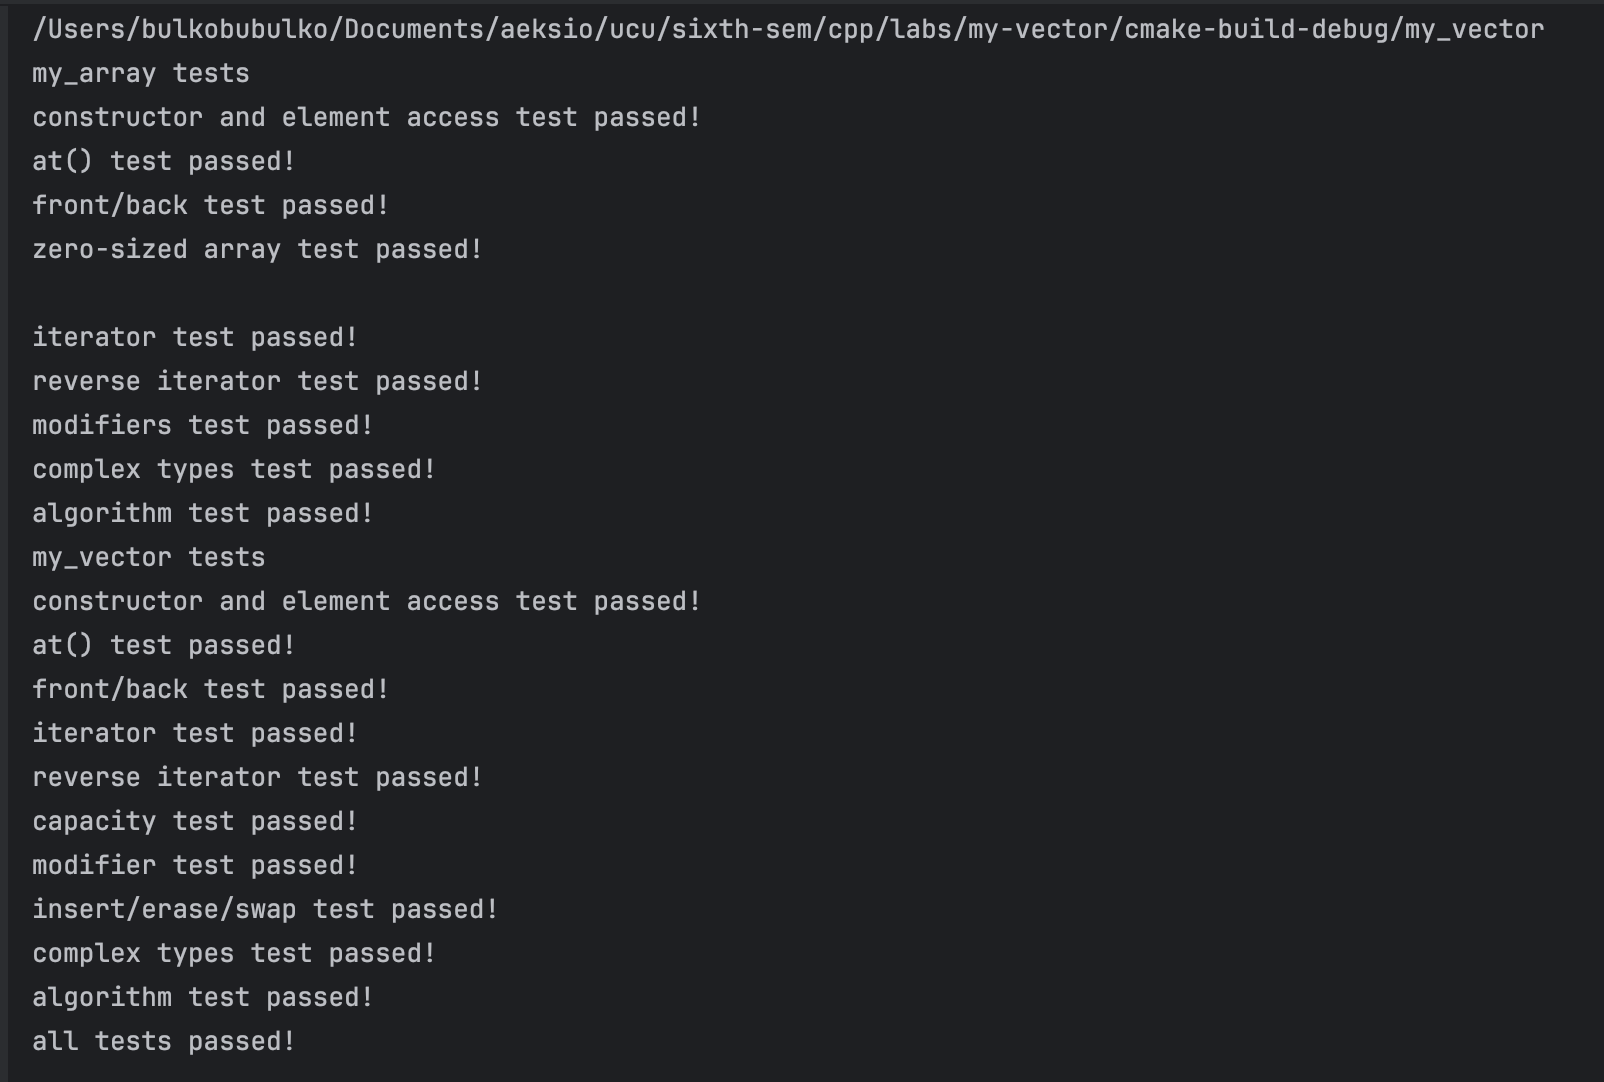 /Users/bulkobubulko/Documents/aeksio/ucu/sixth-sem/cpp/labs/my-vector/cmake-build-debug/my_vector
my_array tests
constructor and element access test passed!
at() test passed!
front/back test passed!
zero-sized array test passed!

iterator test passed!
reverse iterator test passed!
modifiers test passed!
complex types test passed!
algorithm test passed!
my_vector tests
constructor and element access test passed!
at() test passed!
front/back test passed!
iterator test passed!
reverse iterator test passed!
capacity test passed!
modifier test passed!
insert/erase/swap test passed!
complex types test passed!
algorithm test passed!
all tests passed!